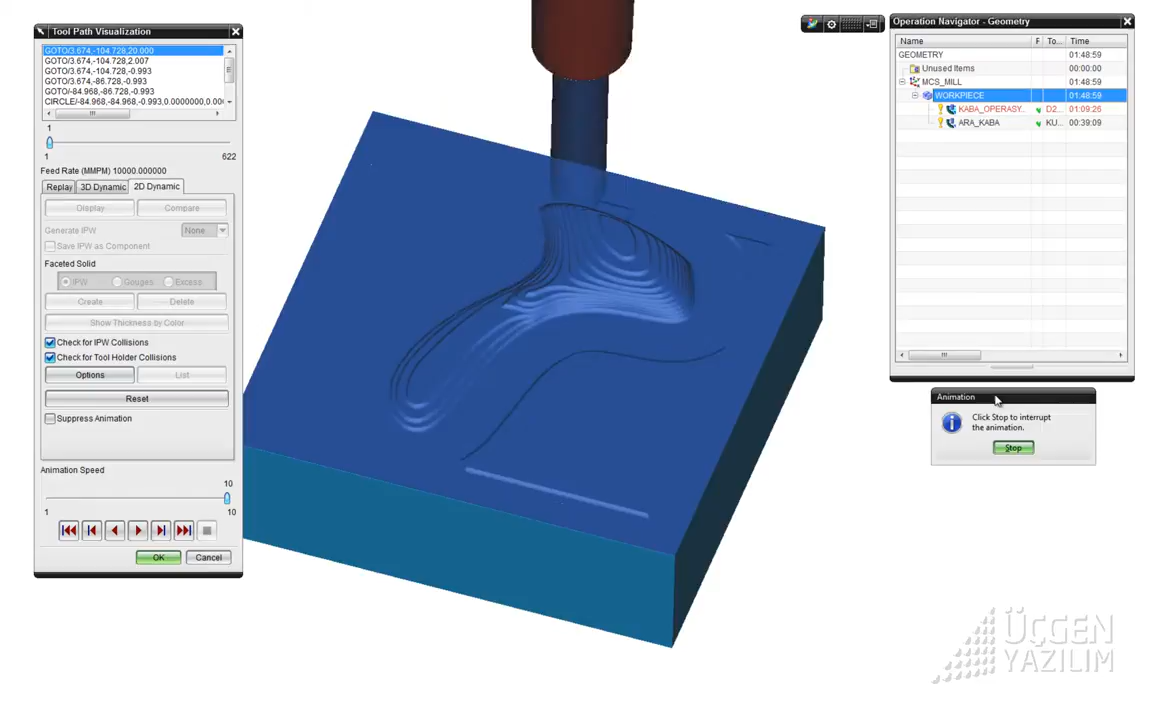 Tool Path Visualization
GOTO/3.674,-104.728,20.000
GOTO/3.674,-104.728,2.007
GOTO/3.674,-104.728,-0.993
GOTO/3.674,-86.728,-0.993
GOTO/-84.968,-86.728,-0.993
CIRCLE/-84.968,-84.968,-0.993,0.0000000,0.00(
1
1
622
Feed Rate (MMPM) 10000.000000
Replay 3D Dynamic 2D Dynamic
Display Compare
Generate IPW None
Save IPW as Component
Faceted Solid
IPW Gouges Excess
Create Delete
Show Thickness by Color
Check for IPW Collisions
Check for Tool Holder Collisions
Options List
Reset
Suppress Animation
Animation Speed
10
1 10
OK Cancel
Operation Navigator - Geometry
Name P To... Time
GEOMETRY 01:48:59
Unused Items 00:00:00
MCS_MILL 01:48:59
WORKPIECE 01:48:59
KABA_OPERASY... D2... 01:09:26
ARA_KABA KU... 00:39:09
Animation
Click Stop to interrupt
the animation.
Stop
ÜÇGEN
YAZILIM